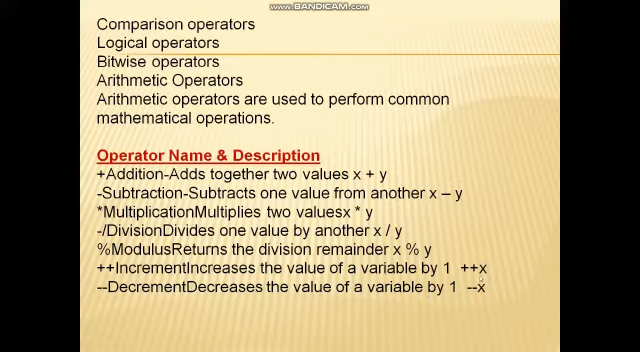 www.BANDICAM.com
Comparison operators
Logical operators
Bitwise operators
Arithmetic Operators
Arithmetic operators are used to perform common
mathematical operations.
Operator Name & Description
+Addition-Adds together two values x + y
-Subtraction-Subtracts one value from another x – y
*MultiplicationMultiplies two valuesx * y
-/DivisionDivides one value by another x / y
%ModulusReturns the division remainder x % y
++IncrementIncreases the value of a variable by 1 ++x
--DecrementDecreases the value of a variable by 1 --x